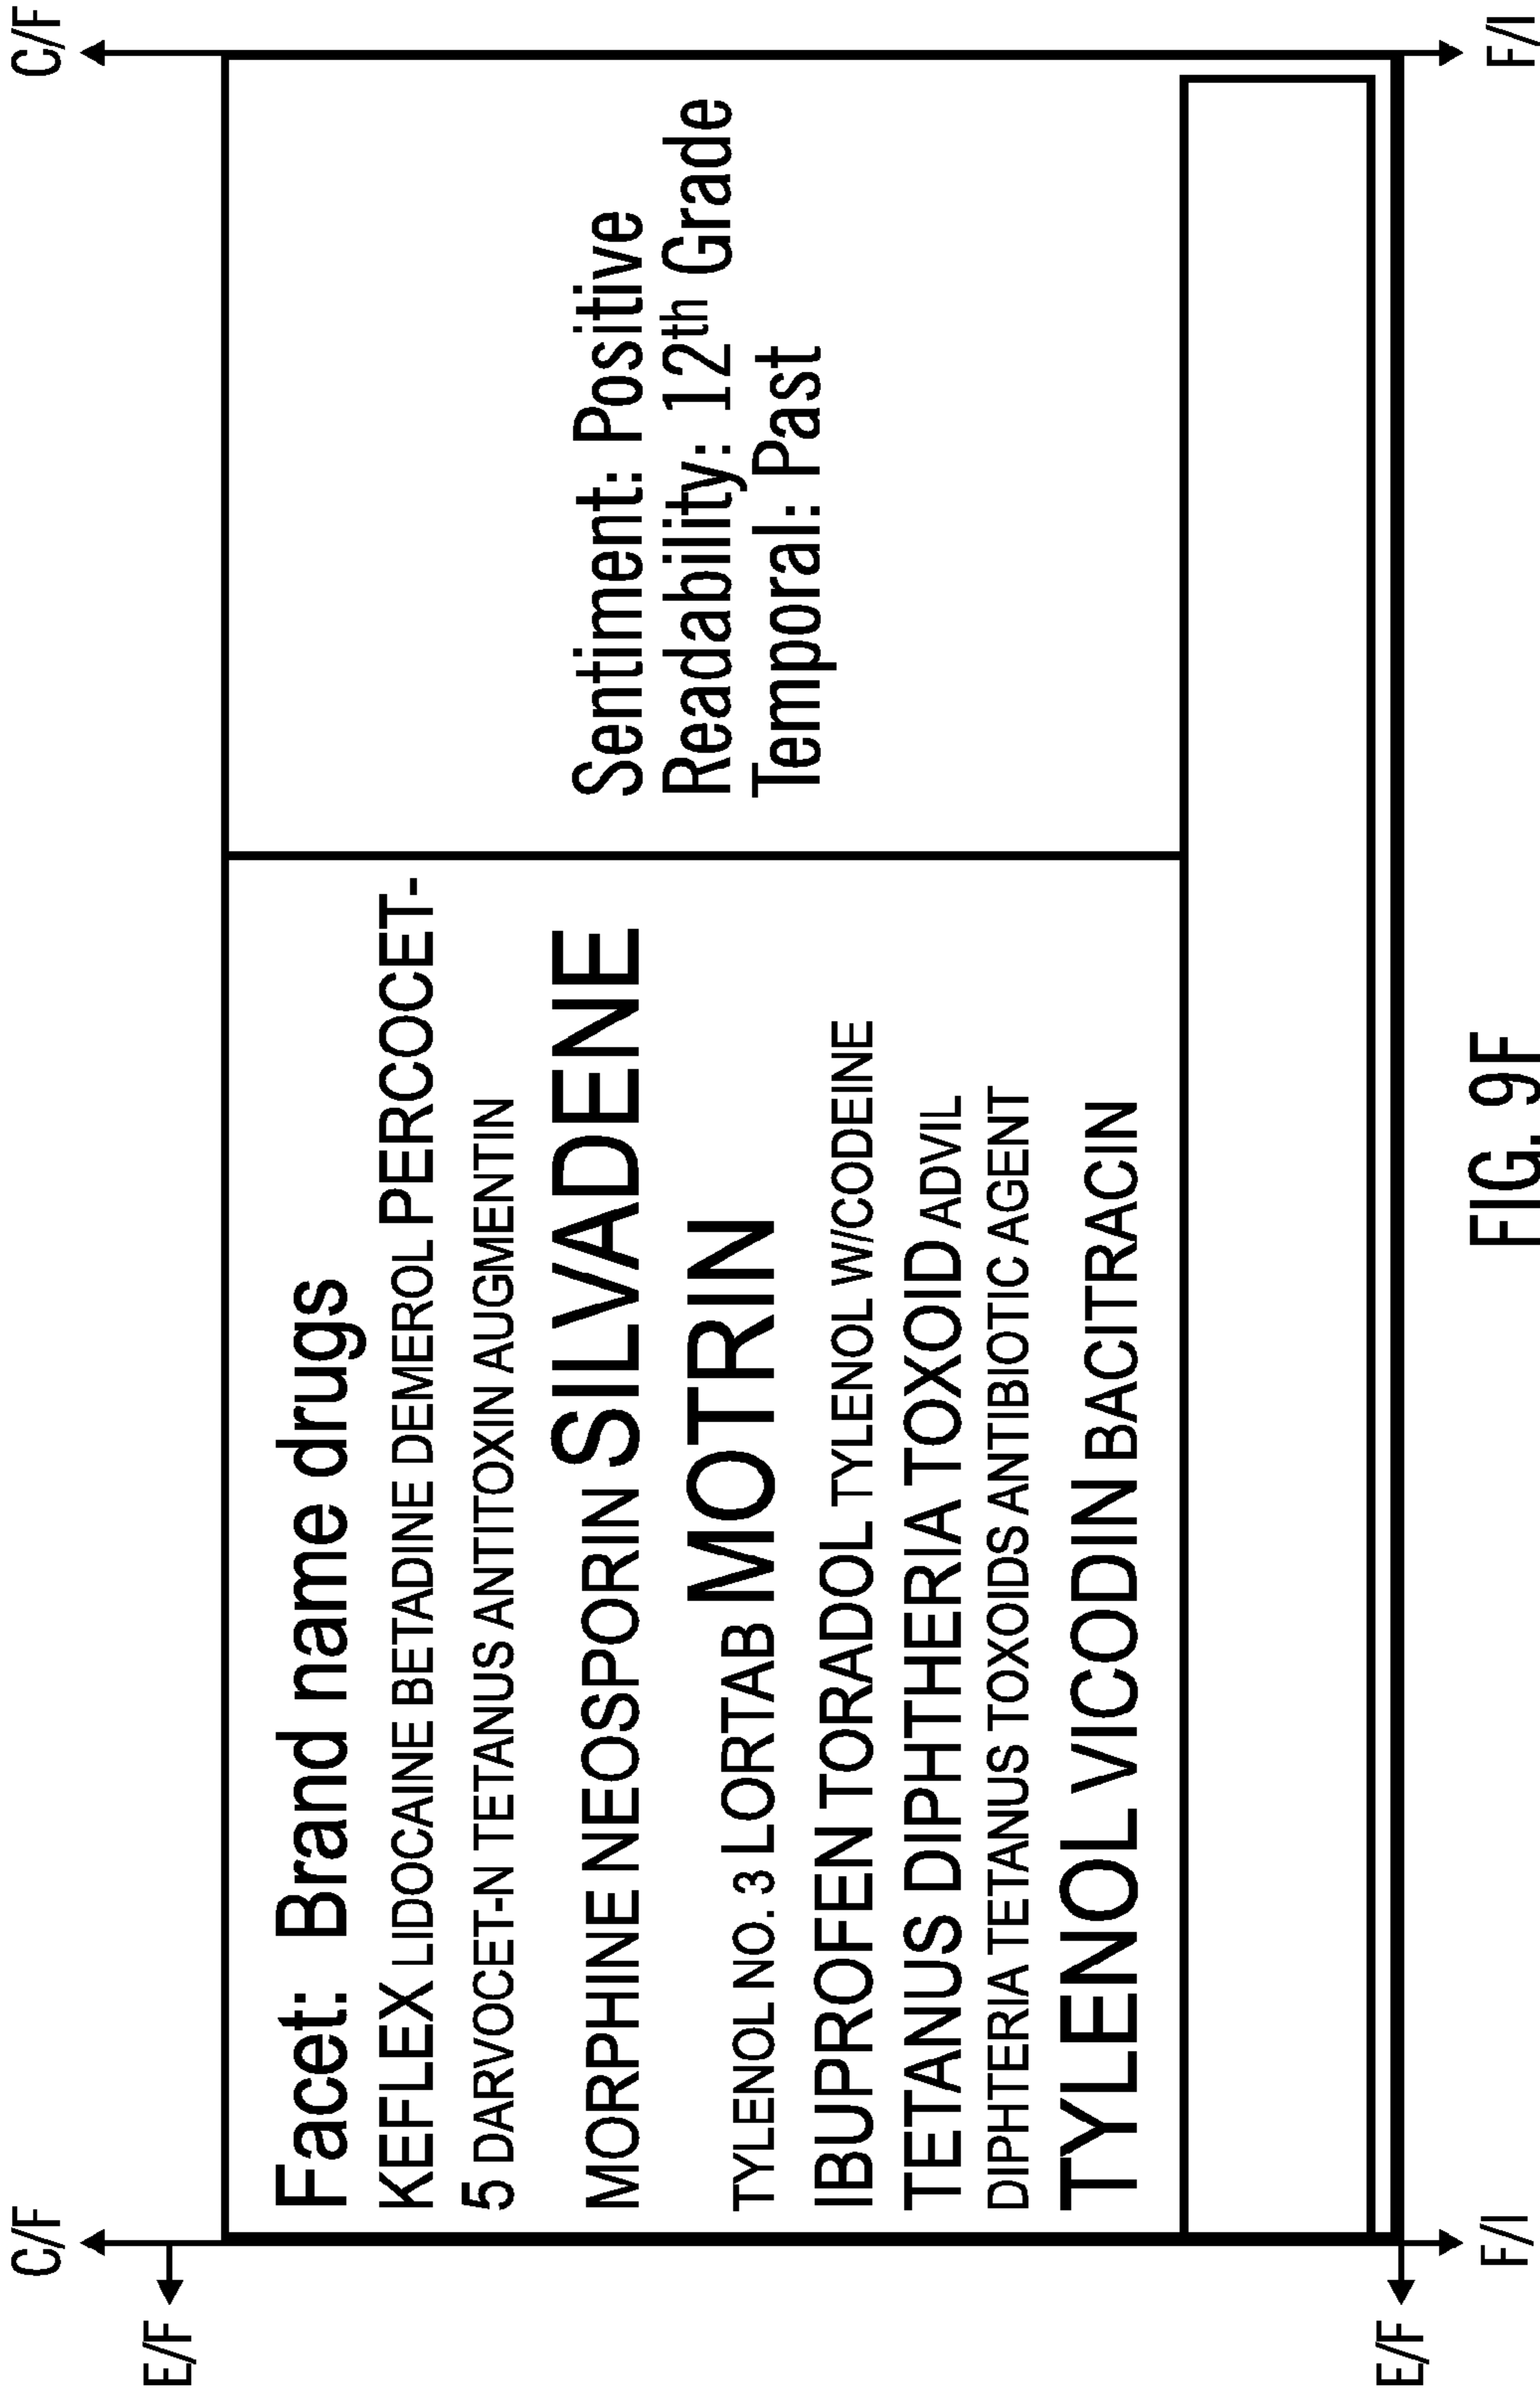 C/F C/F
E/F
Facet: Brand name drugs
KEFLEX LIDOCAINE BETADINE DEMEROL PERCOCET-
5 DARVOCET-N TETANUS ANTITOXIN AUGMENTIN
MORPHINE NEOSPORIN SILVADENE
TYLENOL NO. 3 LORTAB MOTRIN
IBUPROFEN TORADOL TYLENOL W/CODEINE
TETANUS DIPHTHERIA TOXOID ADVIL
DIPHTERIA TETANUS TOXOIDS ANTIBIOTIC AGENT
TYLENOL VICODIN BACITRACIN
Sentiment: Positive
Readability: 12th Grade
Temporal: Past
E/F
F/I F/I
FIG. 9F